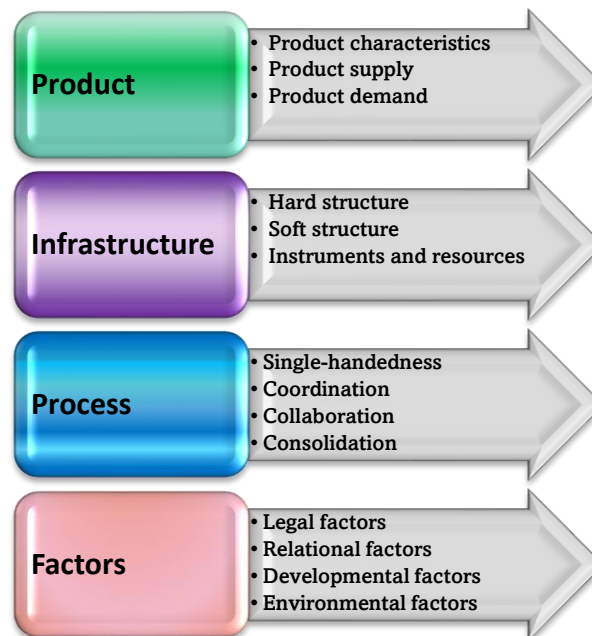 Product
• Product characteristics
• Product supply
• Product demand
Infrastructure
• Hard structure
• Soft structure
• Instruments and resources
Process
• Single-handedness
• Coordination
• Collaboration
• Consolidation
Factors
• Legal factors
• Relational factors
• Developmental factors
• Environmental factors